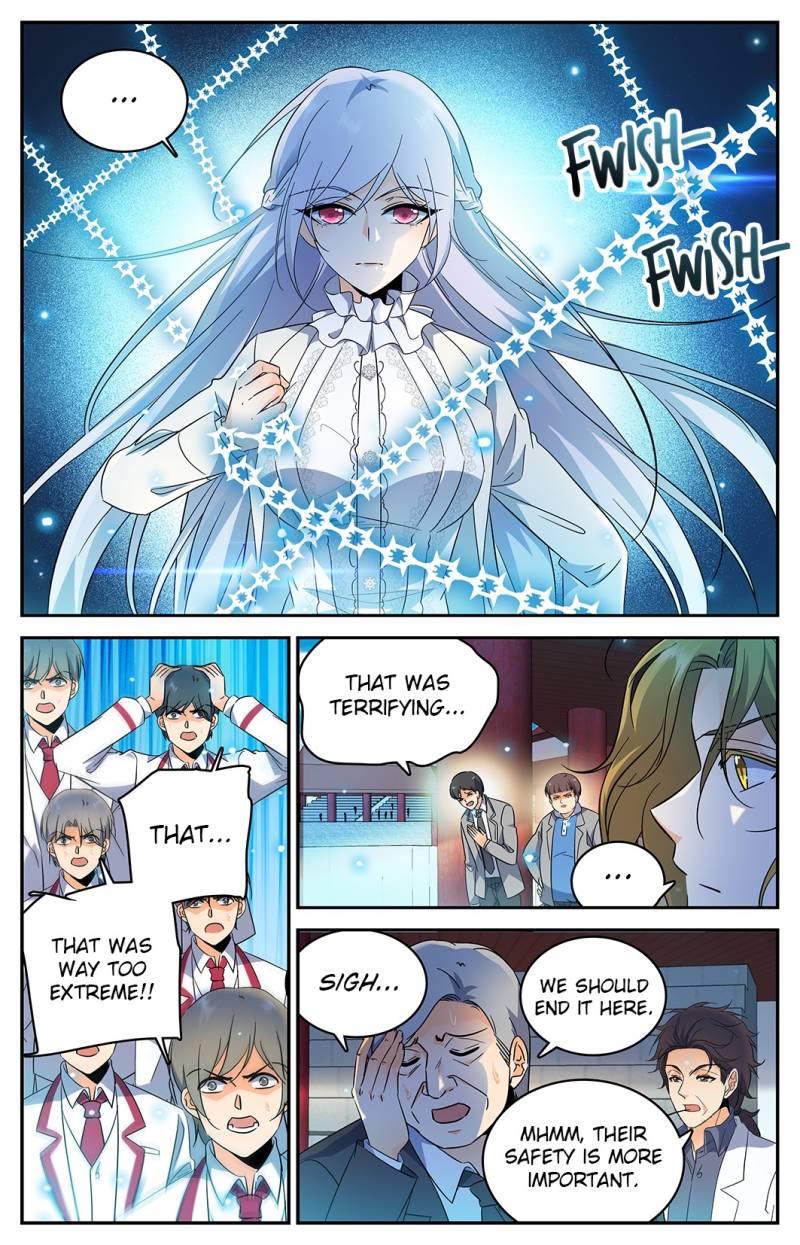 ...
FWISH–
FWISH–
THAT...
THAT WAS
WAY TOO
EXTREME!!
THAT WAS
TERRIFYING...
...
SIGH...
WE SHOULD
END IT HERE.
MHMM, THEIR
SAFETY IS MORE
IMPORTANT.